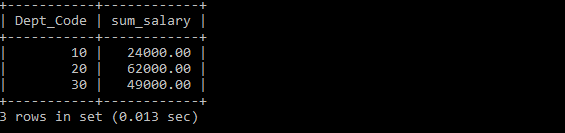 +-----------+------------+
| Dept_Code | sum_salary |
+-----------+------------+
|        10 |   24000.00 |
|        20 |   62000.00 |
|        30 |   49000.00 |
+-----------+------------+
3 rows in set (0.013 sec)